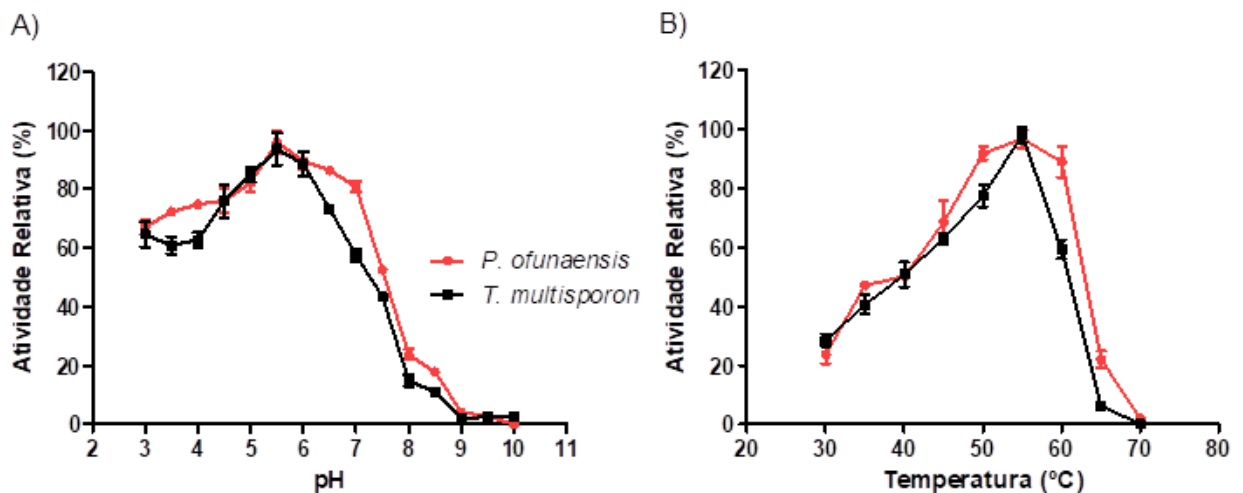 A)
Atividade Relativa (%)
120
100
80
60
40
20
0
2 3 4 5 6 7 8 9 10 11
pH
P. ofunaensis
T. multisporon
B)
Atividade Relativa (%)
120
100
80
60
40
20
0
20 30 40 50 60 70 80
Temperatura (ºC)